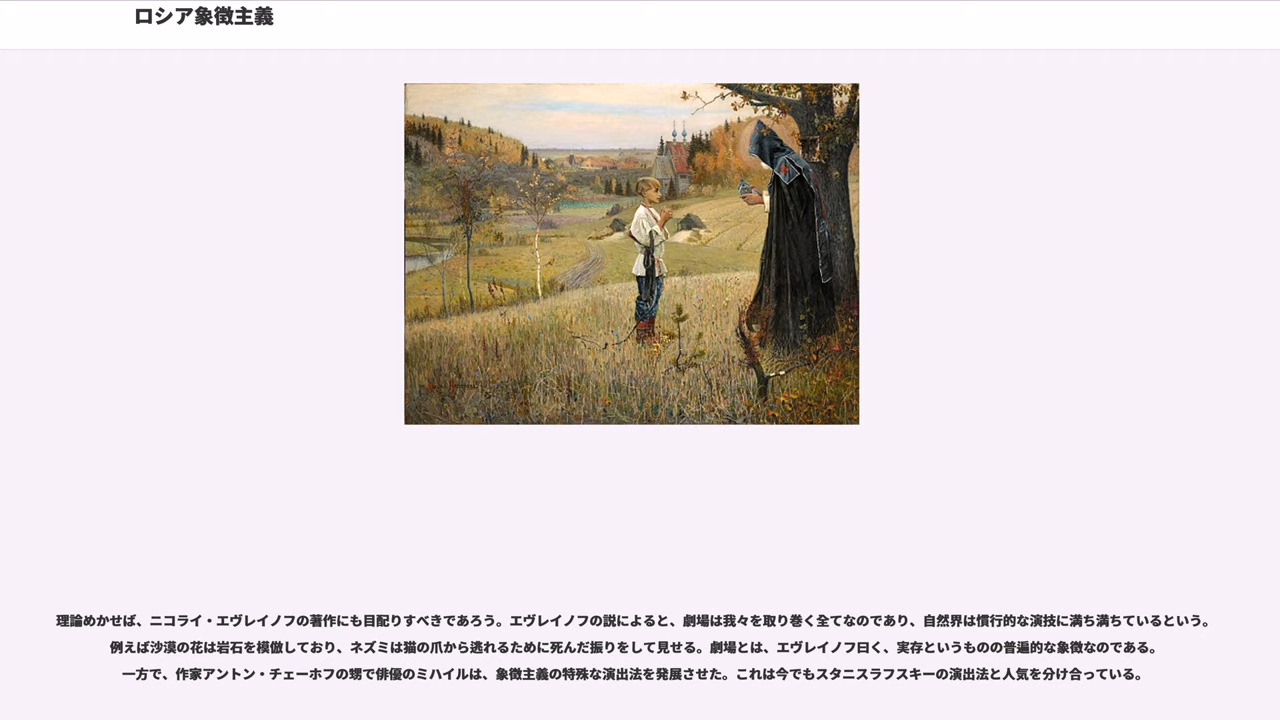 ロシア象徴主義
理論めかせば、ニコライ・エヴレイノフの著作にも目配りすべきであろう。エヴレイノフの説によると、劇場は我々を取り巻く全てなのであり、自然界は慣行的な演技に満ち満ちているという。
例えば沙漠の花は岩石を模倣しており、ネズミは猫の爪から逃れるために死んだ振りをして見せる。劇場とは、エヴレイノフ曰く、実存というものの普遍的な象徴なのである。
一方で、作家アントン・チェーホフの甥で俳優のミハイルは、象徴主義の特殊な演出法を発展させた。これは今でもスタニスラフスキーの演出法と人気を分け合っている。